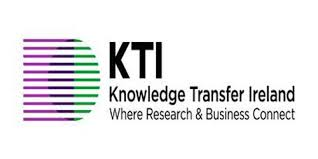 KTI
Knowledge Transfer Ireland
Where Research & Business Connect